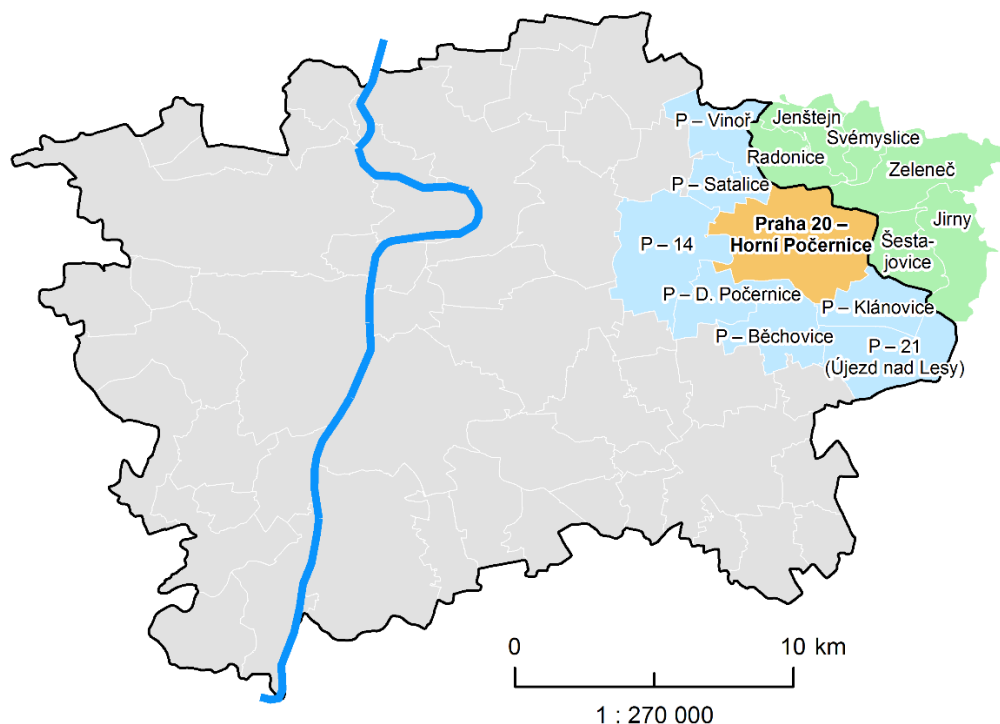 P – Vinoř
Jenštejn
Svémyslice
Radonice
Zeleneč
P – Satalice
Jirny
Praha 20 –
Horní Počernice
P – 14
Šesta-
jovice
P – D. Počernice
P – Klánovice
P – Běchovice
P – 21
(Újezd nad Lesy)
0
10 km
1 : 270 000